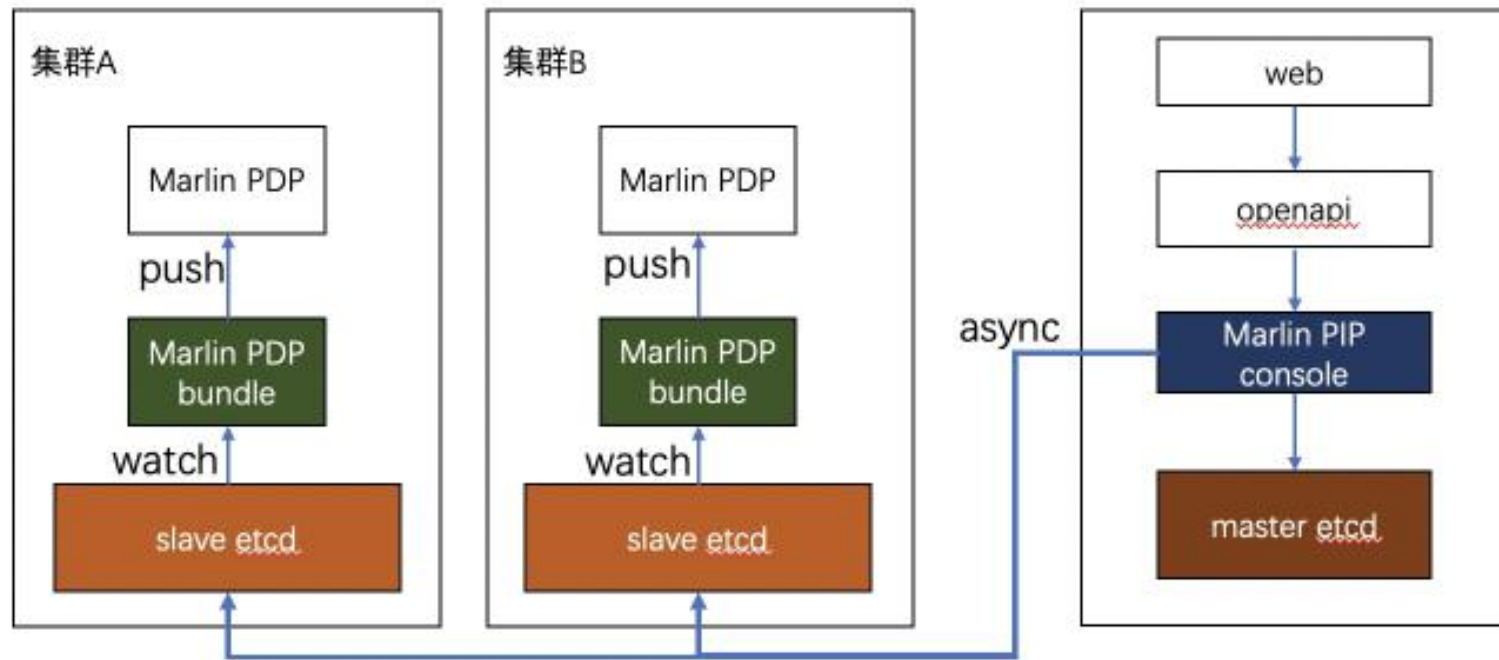 集群A
Marlin PDP
push
Marlin PDP
bundle
watch
slave etcd
集群B
Marlin PDP
push
Marlin PDP
bundle
watch
slave etcd
async
web
openapi
Marlin PIP
console
master etcd